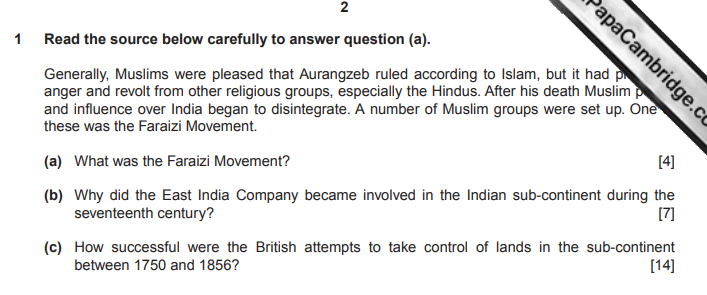 2
1 Read the source below carefully to answer question (a).
Generally, Muslims were pleased that Aurangzeb ruled according to Islam, but it had
anger and revolt from other religious groups, especially the Hindus. After his death Muslim
and influence over India began to disintegrate. A number of Muslim groups were set up. One
these was the Faraizi Movement.
(a) What was the Faraizi Movement? [4]
(b) Why did the East India Company became involved in the Indian sub-continent during the
seventeenth century? [7]
(c) How successful were the British attempts to take control of lands in the sub-continent
between 1750 and 1856? [14]
PapaCambridge.co